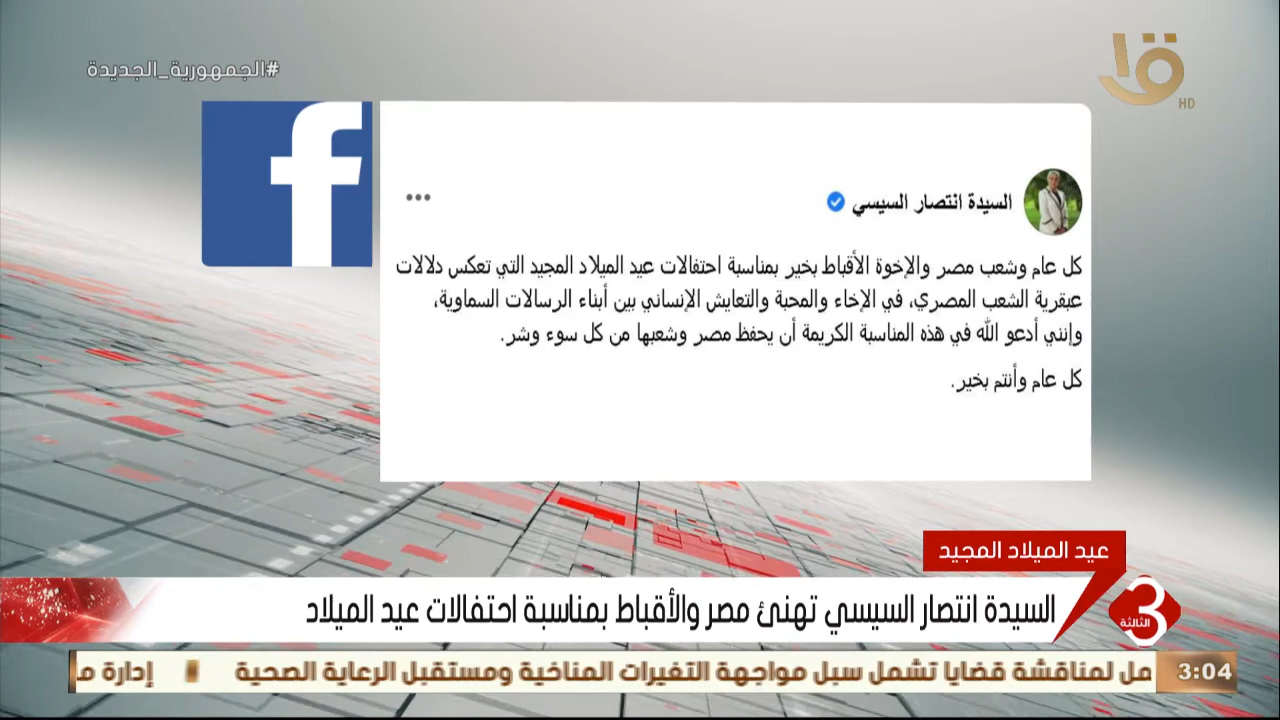 #الجمهورية_الجديدة
HD
السيدة انتصار السيسي
كل عام وشعب مصر والإخوة الأقباط بخير بمناسبة احتفالات عيد الميلاد المجيد التي تعكس دلالات
عبقرية الشعب المصري، في الإخاء والمحبة والتعايش الإنساني بين أبناء الرسالات السماوية،
وإنني أدعو الله في هذه المناسبة الكريمة أن يحفظ مصر وشعبها من كل سوء وشر.
كل عام وأنتم بخير.
عيد الميلاد المجيد
السيدة انتصار السيسي تهنئ مصر والأقباط بمناسبة احتفالات عيد الميلاد
3 الثالثة
3:04 مل لمناقشة قضايا تشمل سبل مواجهة التغيرات المناخية ومستقبل الرعاية الصحية إدارة